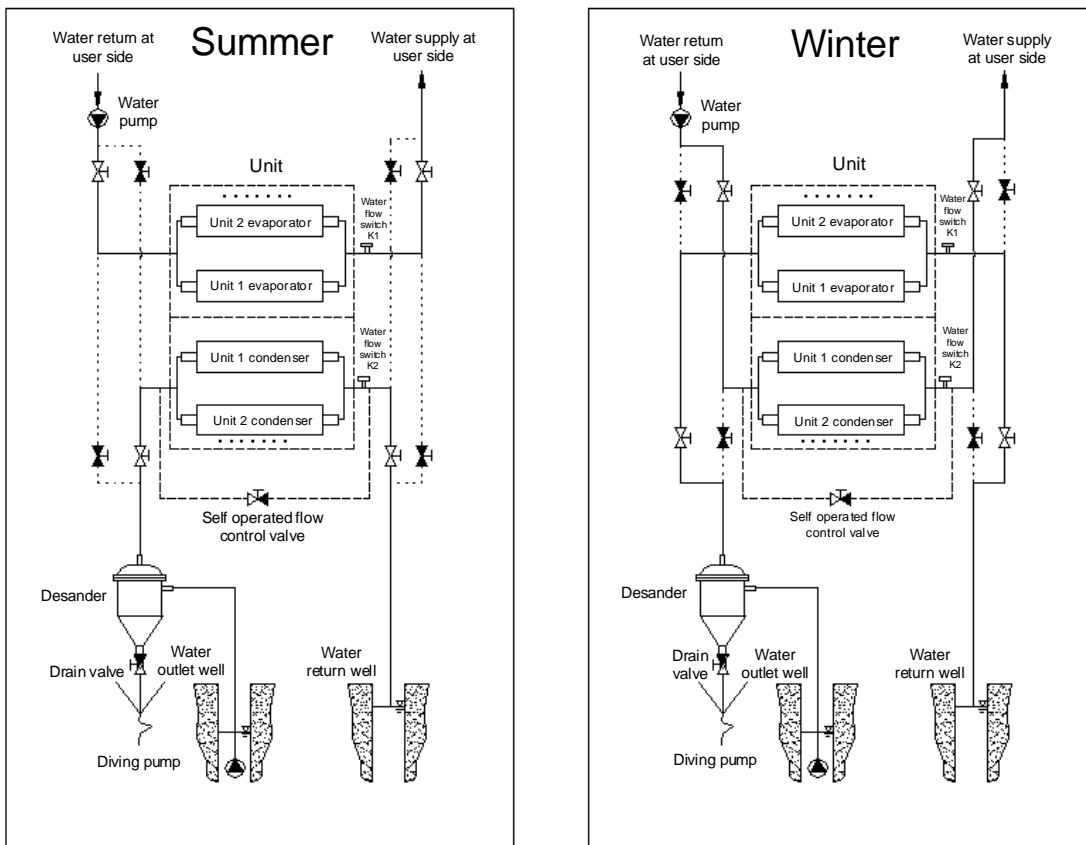 Summer
Water return at
user side
Water supply at
user side
Water
pump
Unit
Unit 2 evaporator
Water
flow
switch
K1
Unit 1 evaporator
Unit 1 condenser
Water
flow
switch
K2
Unit 2 condenser
Self operated flow
control valve
Desander
Drain valve
Water
outlet well
Water
return well
Diving pump
Winter
Water return
at user side
Water supply at
user side
Water
pump
Unit
Unit 2 evaporator
Water
flow
switch
K1
Unit 1 evaporator
Unit 1 condenser
Water
flow
switch
K2
Unit 2 condenser
Self operated flow
control valve
Desander
Drain
valve
Water
outlet well
Water
return well
Diving pump